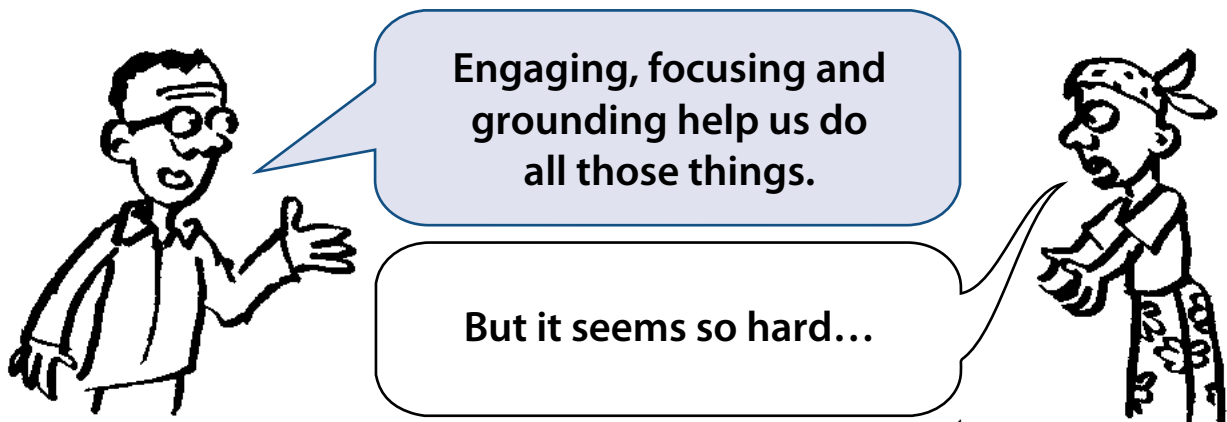 Engaging, focusing and
grounding help us do
all those things.
But it seems so hard…